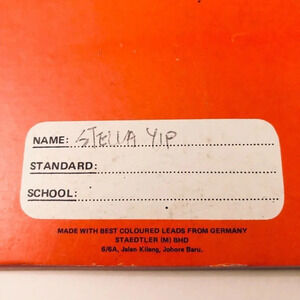 NAME: STELLA YIP
STANDARD:
SCHOOL:
MADE WITH BEST COLOURED LEADS FROM GERMANY
STAEDTLER (M) BHD
6/6A, Jalan Kilang, Johore Baru.